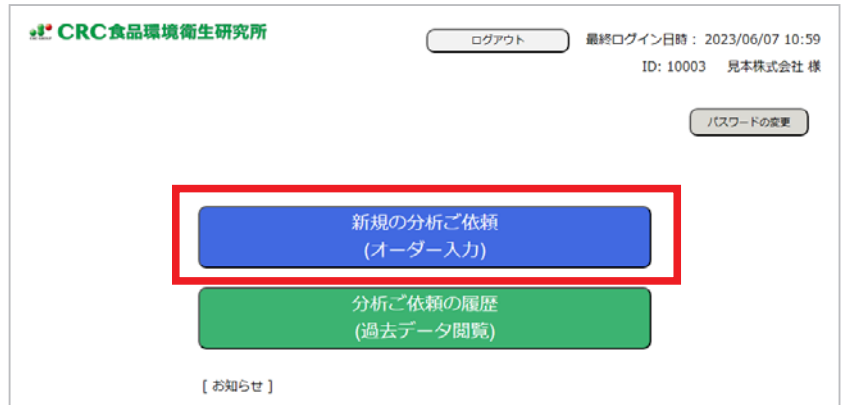 CRC食品環境衛生研究所
ログアウト
最終ログイン日時： 2023/06/07 10:59
ID: 10003 見本株式会社 様
パスワードの変更
新規の分析ご依頼
(オーダー入力)
分析ご依頼の履歴
(過去データ閲覧)
[ お知らせ ]